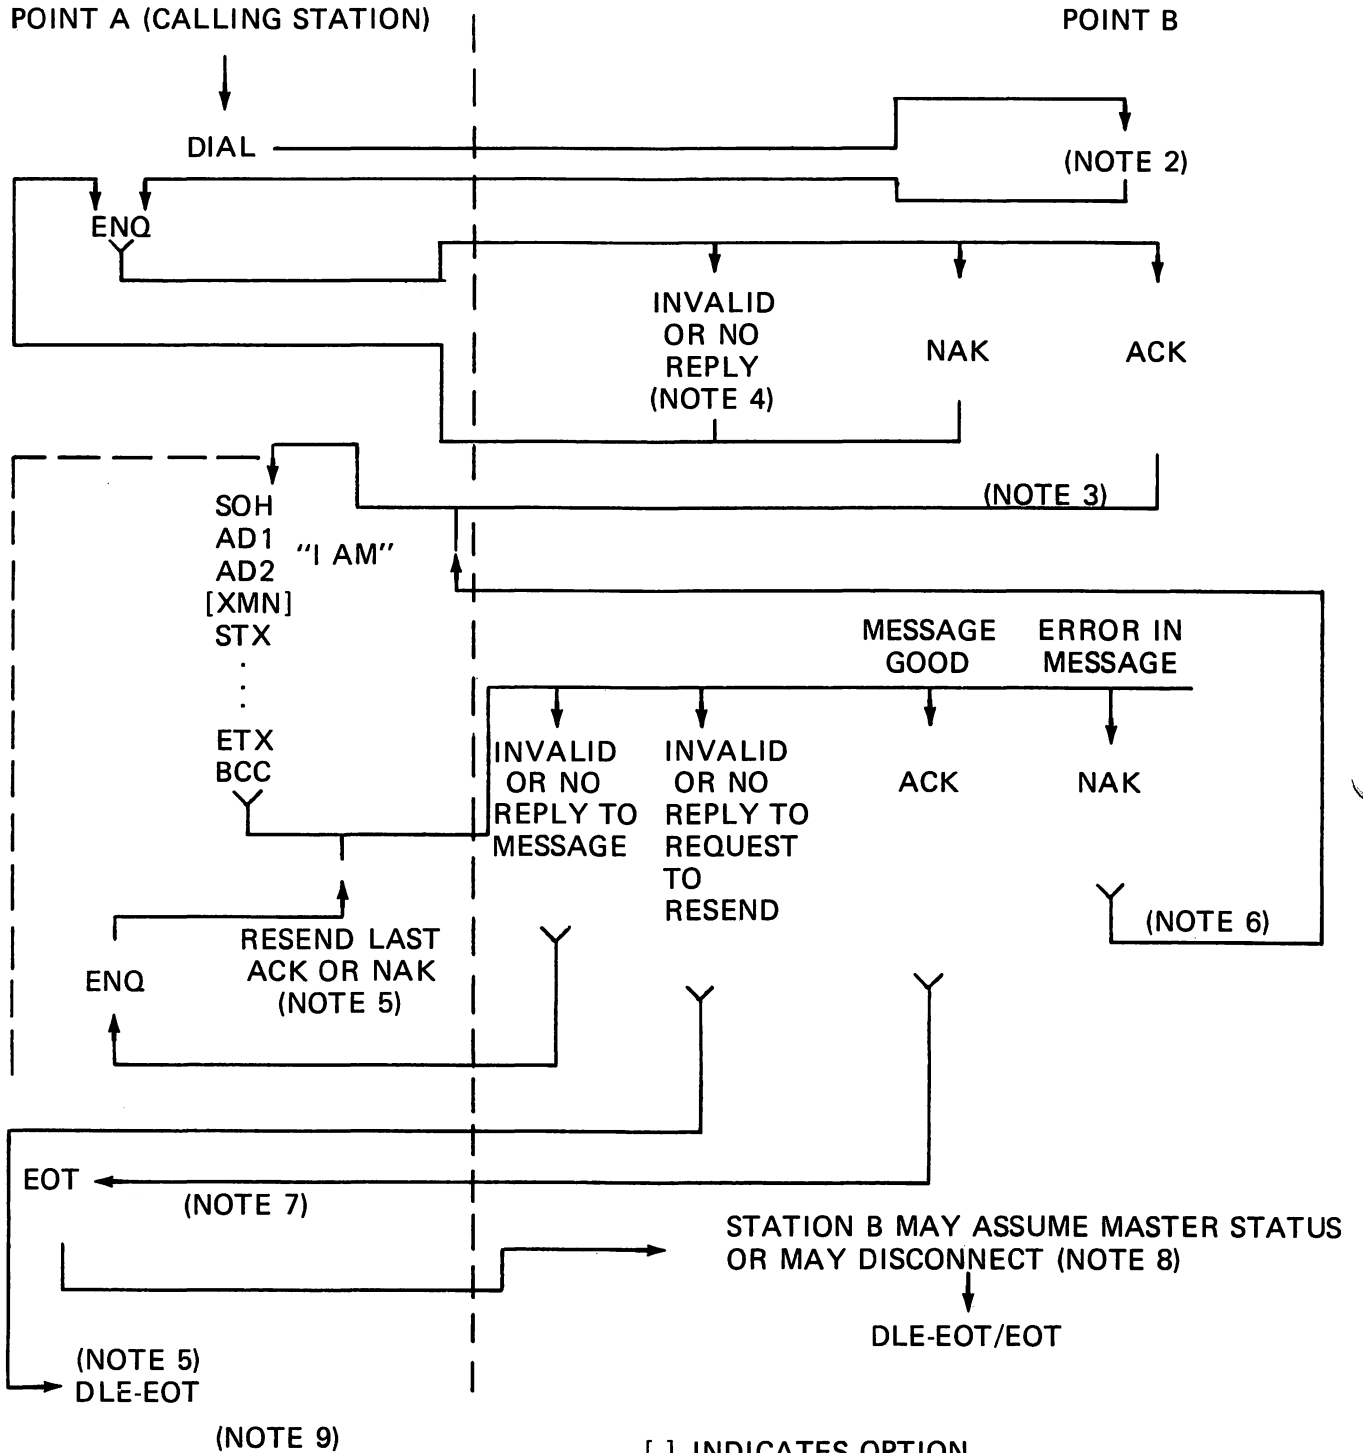 POINT A (CALLING STATION)
POINT B
DIAL
(NOTE 2)
ENQ
INVALID
OR NO
REPLY
(NOTE 4)
NAK
ACK
(NOTE 3)
SOH
AD1
AD2
[XMN]
STX
.
.
.
ETX
BCC
"I AM"
MESSAGE
GOOD
ERROR IN
MESSAGE
INVALID
OR NO
REPLY TO
MESSAGE
INVALID
OR NO
REPLY TO
REQUEST
TO
RESEND
ACK
NAK
(NOTE 6)
RESEND LAST
ACK OR NAK
(NOTE 5)
ENQ
EOT
(NOTE 7)
STATION B MAY ASSUME MASTER STATUS
OR MAY DISCONNECT (NOTE 8)
DLE-EOT/EOT
(NOTE 5)
DLE-EOT
(NOTE 9)
[ ] INDICATES OPTION